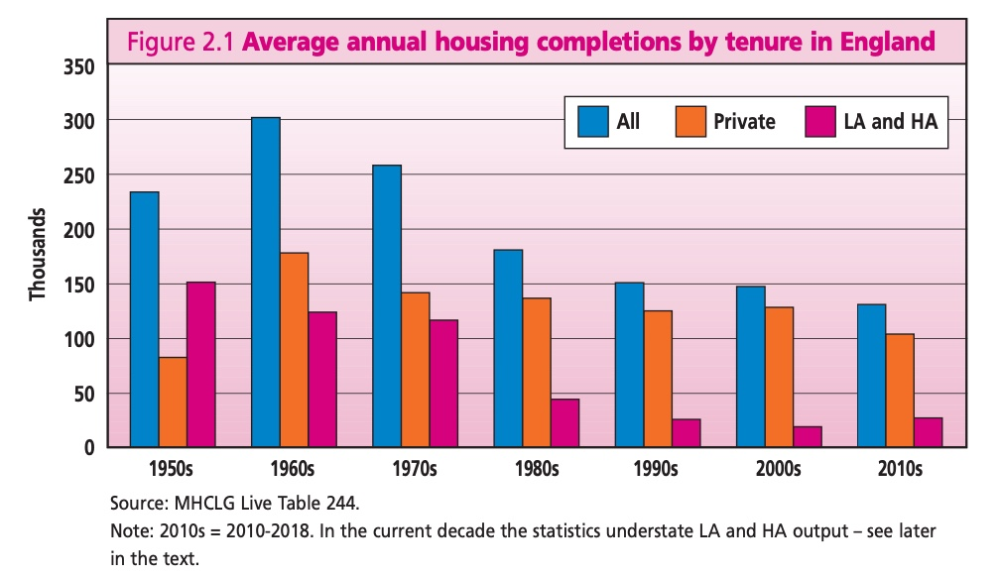 Figure 2.1 Average annual housing completions by tenure in England
350
300
250
200
150
100
50
0
Thousands
All Private LA and HA
1950s 1960s 1970s 1980s 1990s 2000s 2010s
Source: MHCLG Live Table 244.
Note: 2010s = 2010-2018. In the current decade the statistics understate LA and HA output – see later
in the text.